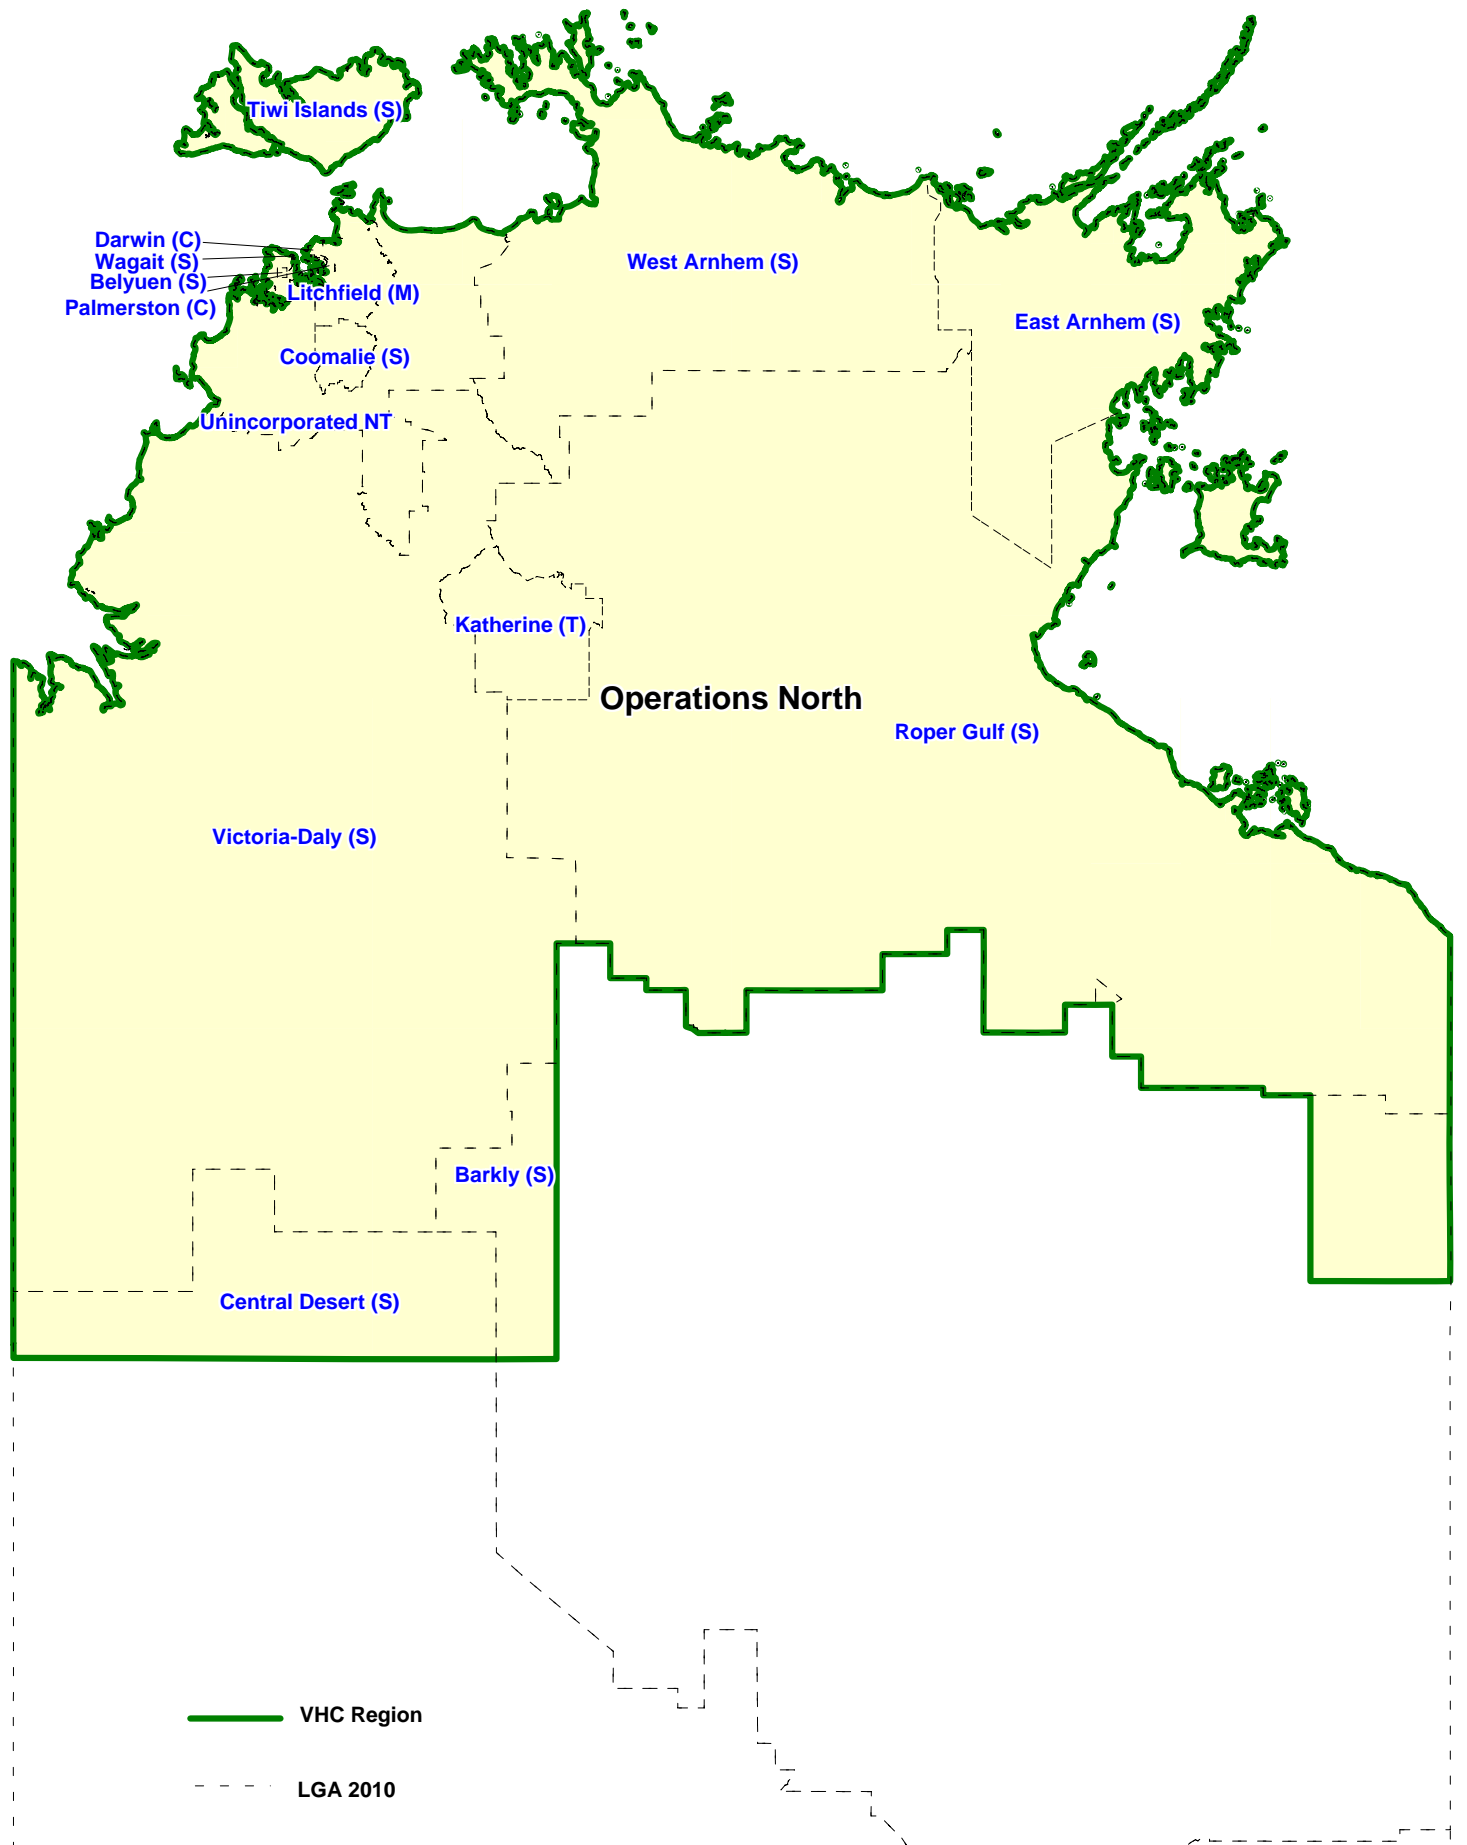 Tiwi Islands (S)
Darwin (C)
Wagait (S)
Belyuen (S)
Palmerston (C)
Litchfield (M)
West Arnhem (S)
East Arnhem (S)
Coomalie (S)
Unincorporated NT
Katherine (T)
Operations North
Roper Gulf (S)
Victoria-Daly (S)
Barkly (S)
Central Desert (S)
VHC Region
LGA 2010